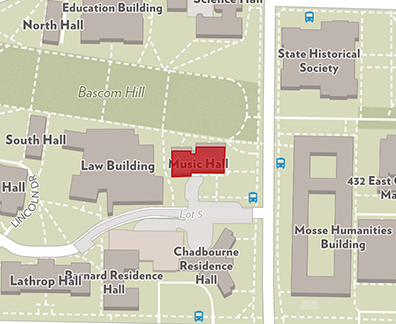 Education Building
Science Hall
North Hall
State Historical
Society
Bascom Hill
South Hall
Law Building
Music Hall
Hall
LINCOLN DR
432 East C
Ma
Lot 5
Mosse Humanities
Building
Chadbourne
Residence
Hall
Lathrop Hall
Barnard Residence
Hall